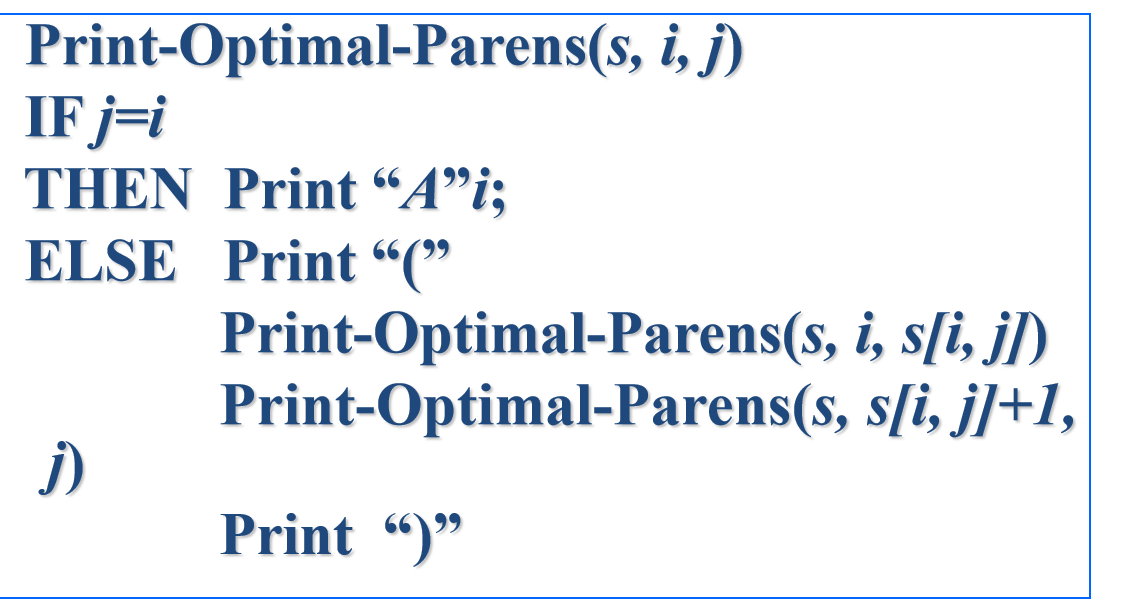 Print-Optimal-Parens(s, i, j)
IF j=i
THEN Print “A”i;
ELSE Print “(”
Print-Optimal-Parens(s, i, s[i, j])
Print-Optimal-Parens(s, s[i, j]+1,
j)
Print “)”